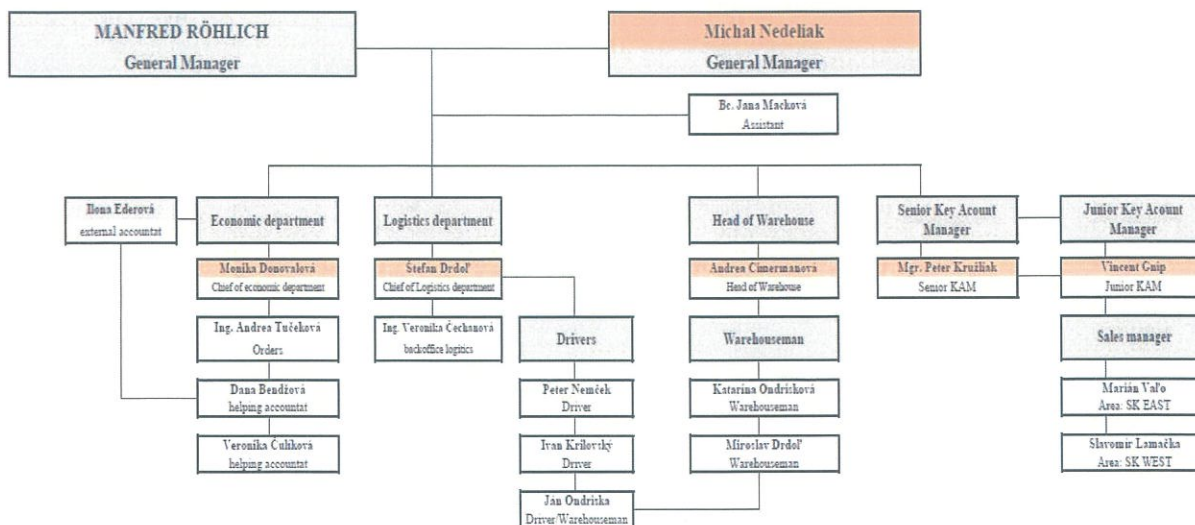 MANFRED RÖHLICH
General Manager
Michal Nedeliak
General Manager
Bc. Jana Macková
Assistant
Ilona Ederová
external accountat
Economic department
Logistics department
Head of Warehouse
Senior Key Acount
Manager
Junior Key Acount
Manager
Monika Donovalová
Chief of economic department
Štefan Drdoľ
Chief of Logistics department
Andrea Cimermanová
Head of Warehouse
Mgr. Peter Kružliak
Senior KAM
Vincent Gnip
Junior KAM
Ing. Andrea Tučeková
Orders
Ing. Veronika Čechanová
backoffice logitics
Drivers
Warehouseman
Sales manager
Dana Bendžová
helping accountat
Peter Nemček
Driver
Katarína Ondrisková
Warehouseman
Marián Vaľo
Area: SK EAST
Veronika Čulíková
helping accountat
Ivan Krilovský
Driver
Miroslav Drdoľ
Warehouseman
Slavomír Lamačka
Area: SK WEST
Ján Ondriska
Driver/Warehouseman